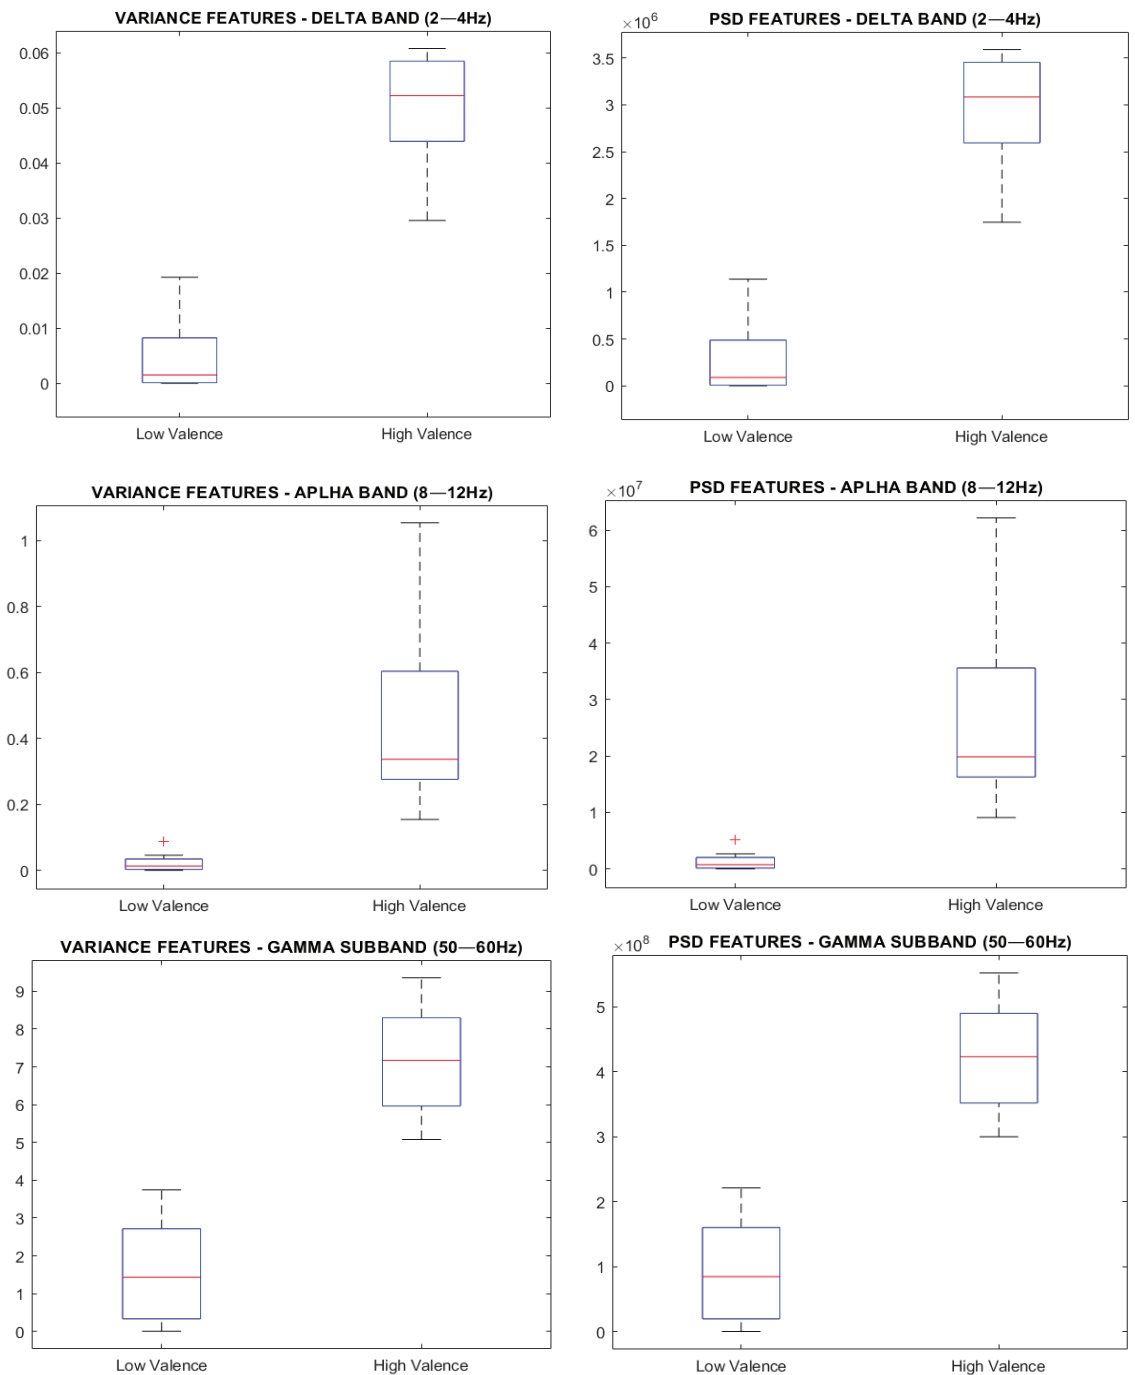 VARIANCE FEATURES - DELTA BAND (2—4Hz)
0.06
0.05
0.04
0.03
0.02
0.01
0
Low Valence
High Valence
PSD FEATURES - DELTA BAND (2—4Hz)
×10⁶
3.5
3
2.5
2
1.5
1
0.5
0
Low Valence
High Valence
VARIANCE FEATURES - APLHA BAND (8—12Hz)
1
0.8
0.6
0.4
0.2
0
Low Valence
High Valence
PSD FEATURES - APLHA BAND (8—12Hz)
×10⁷
6
5
4
3
2
1
0
Low Valence
High Valence
VARIANCE FEATURES - GAMMA SUBBAND (50—60Hz)
9
8
7
6
5
4
3
2
1
0
Low Valence
High Valence
PSD FEATURES - GAMMA SUBBAND (50—60Hz)
×10⁸
5
4
3
2
1
0
Low Valence
High Valence